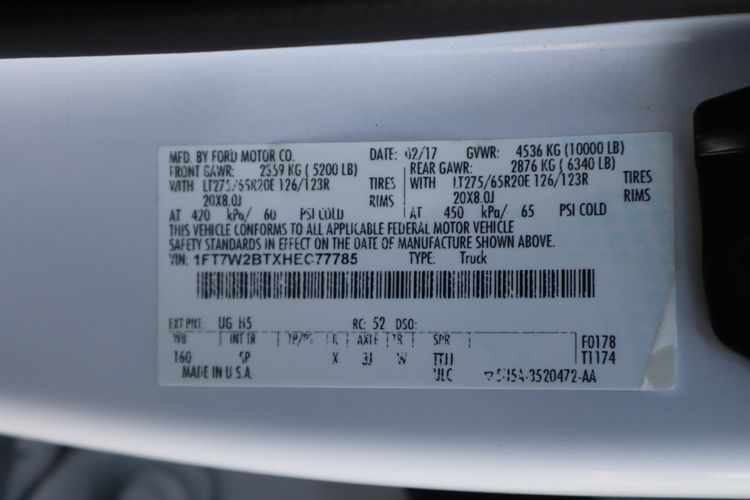 MFD. BY FORD MOTOR CO. DATE: 02/17 GVWR: 4536 KG (10000 LB)
FRONT GAWR: 2359 KG ( 5200 LB) REAR GAWR: 2876 KG ( 6340 LB)
WITH LT275/65R20E 126/123R TIRES WITH LT275/65R20E 126/123R TIRES
20X8.0J RIMS 20X8.0J RIMS
AT 420 kPa/ 60 PSI COLD AT 450 kPa/ 65 PSI COLD
THIS VEHICLE CONFORMS TO ALL APPLICABLE FEDERAL MOTOR VEHICLE
SAFETY STANDARDS IN EFFECT ON THE DATE OF MANUFACTURE SHOWN ABOVE.
VIN: 1FT7W2BTXHEC77785 TYPE: Truck
EXT PNT: UG H5 RC: 52 DSO:
WB INT TR TP/PS R AXLE TR SPR F0178
160 SP X 3J W T1174
MADE IN U.S.A. ULC